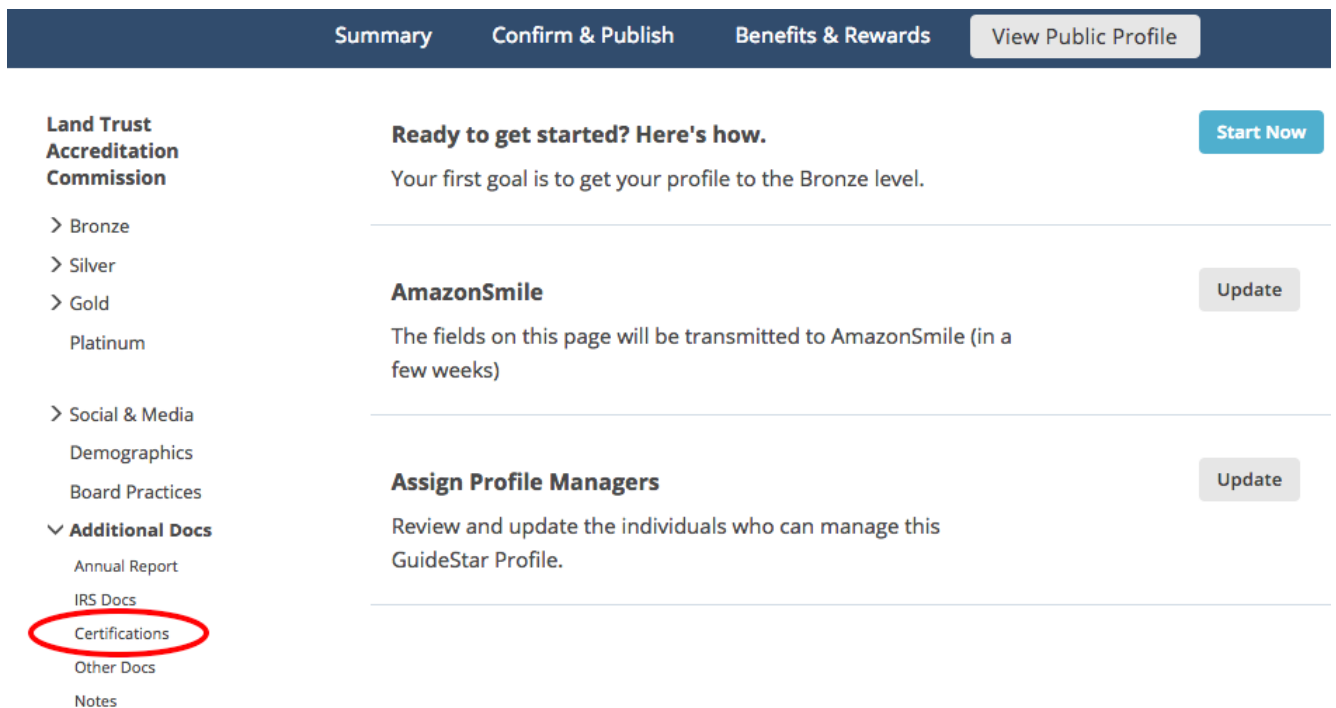 Summary
Confirm & Publish
Benefits & Rewards
View Public Profile
Land Trust
Accreditation
Commission
Bronze
Silver
Gold
Platinum
Social & Media
Demographics
Board Practices
Additional Docs
Annual Report
IRS Docs
Certifications
Other Docs
Notes
Ready to get started? Here's how.
Start Now
Your first goal is to get your profile to the Bronze level.
AmazonSmile
Update
The fields on this page will be transmitted to AmazonSmile (in a
few weeks)
Assign Profile Managers
Update
Review and update the individuals who can manage this
GuideStar Profile.